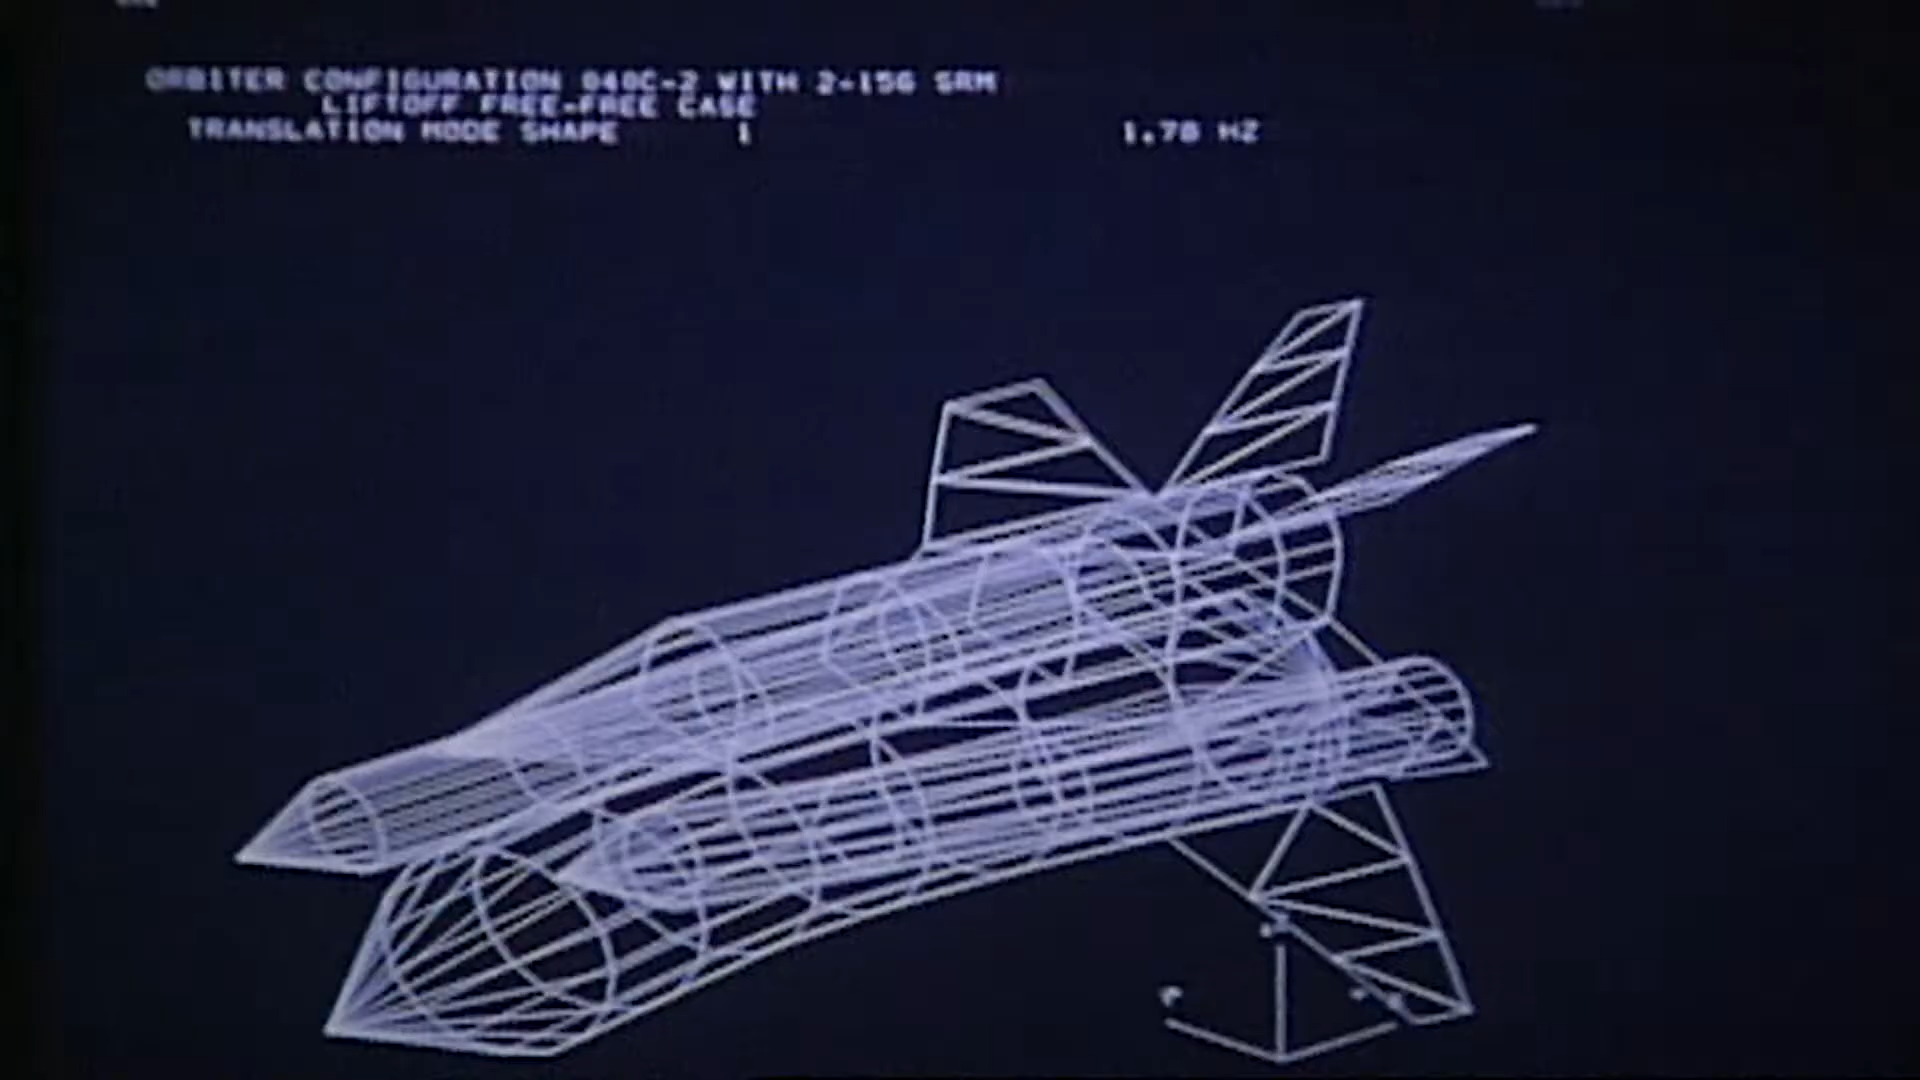 ORBITER CONFIGURATION 040C-2 WITH 2-156 SRM
LIFTOFF FREE-FREE CASE
TRANSLATION MODE SHAPE 1 1.78 HZ